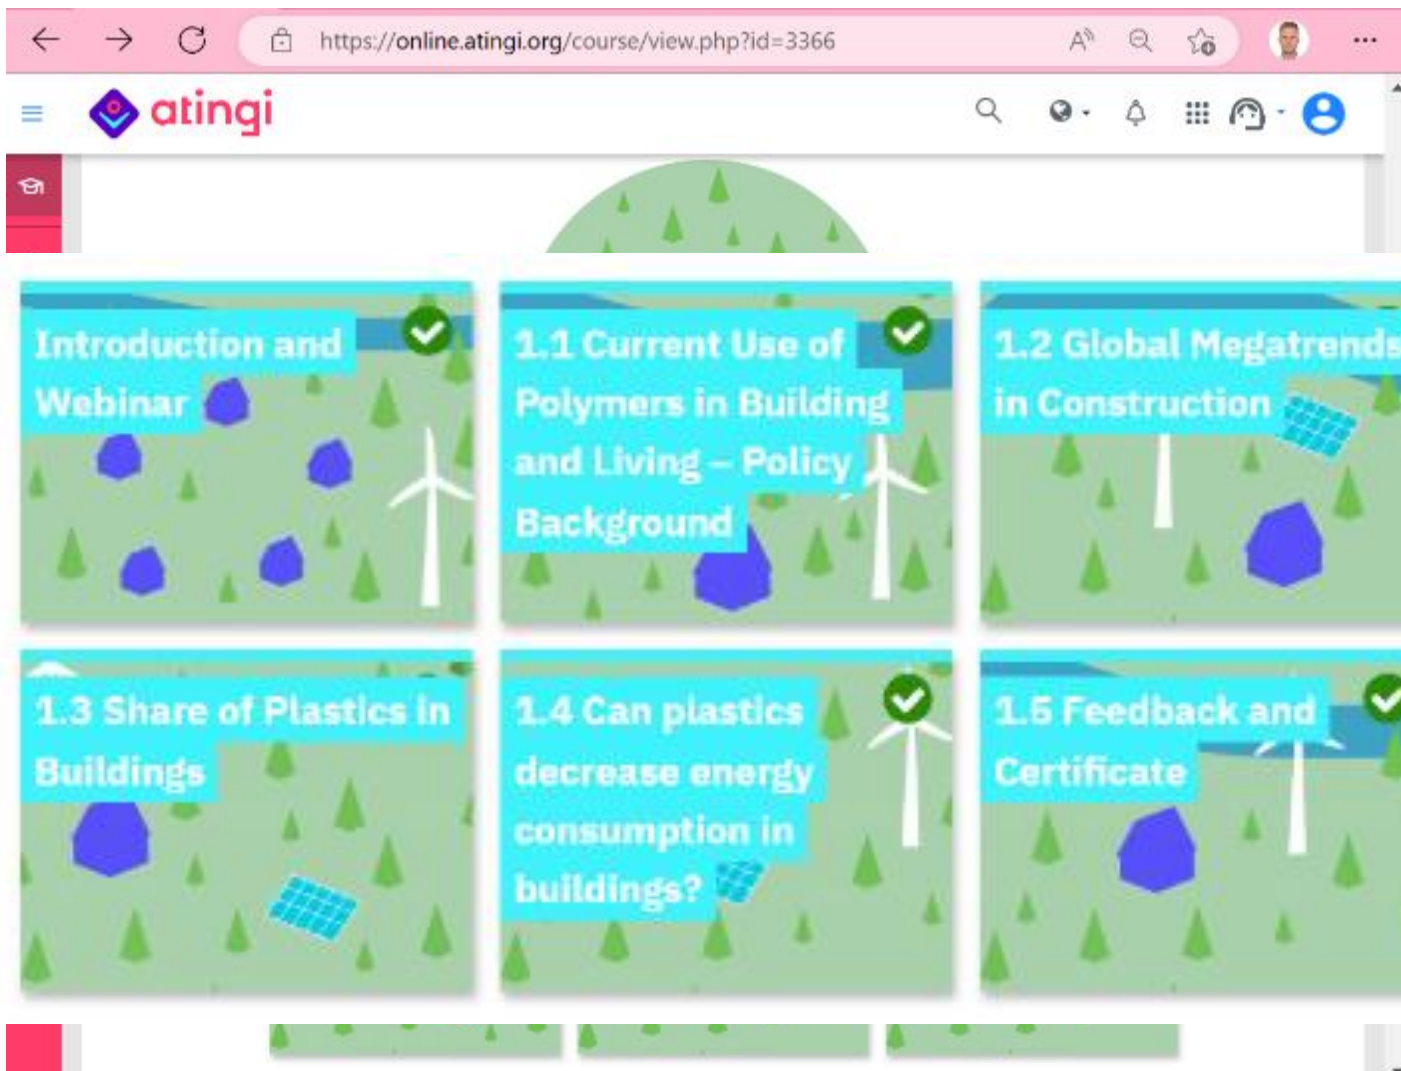 https://online.atingi.org/course/view.php?id=3366
atingi
Introduction and
Webinar
1.1 Current Use of
Polymers in Building
and Living – Policy
Background
1.2 Global Megatrends
in Construction
1.3 Share of Plastics in
Buildings
1.4 Can plastics
decrease energy
consumption in
buildings?
1.5 Feedback and
Certificate